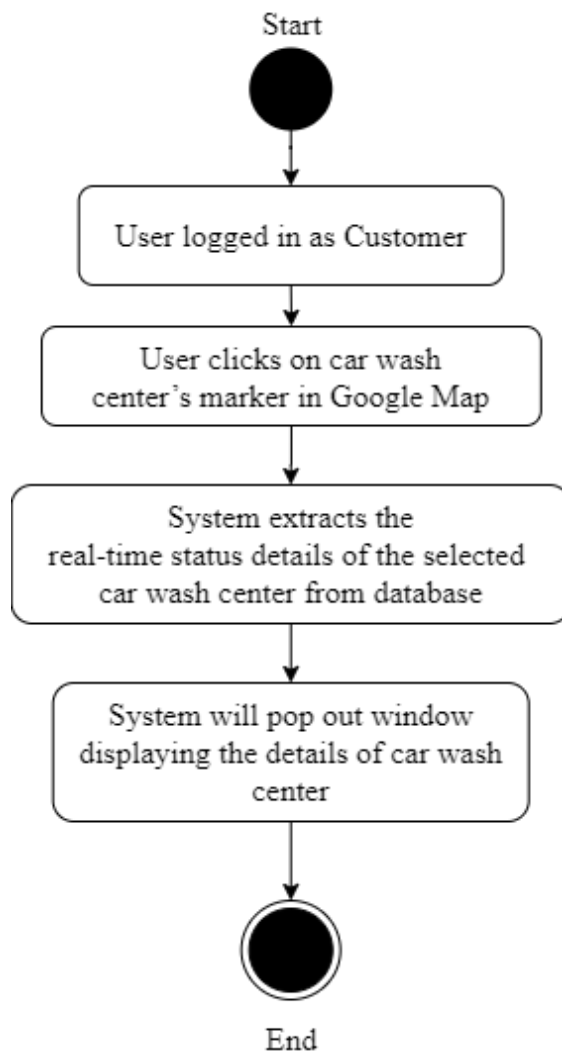 Start
User logged in as Customer
User clicks on car wash
center’s marker in Google Map
System extracts the
real-time status details of the selected
car wash center from database
System will pop out window
displaying the details of car wash
center
End